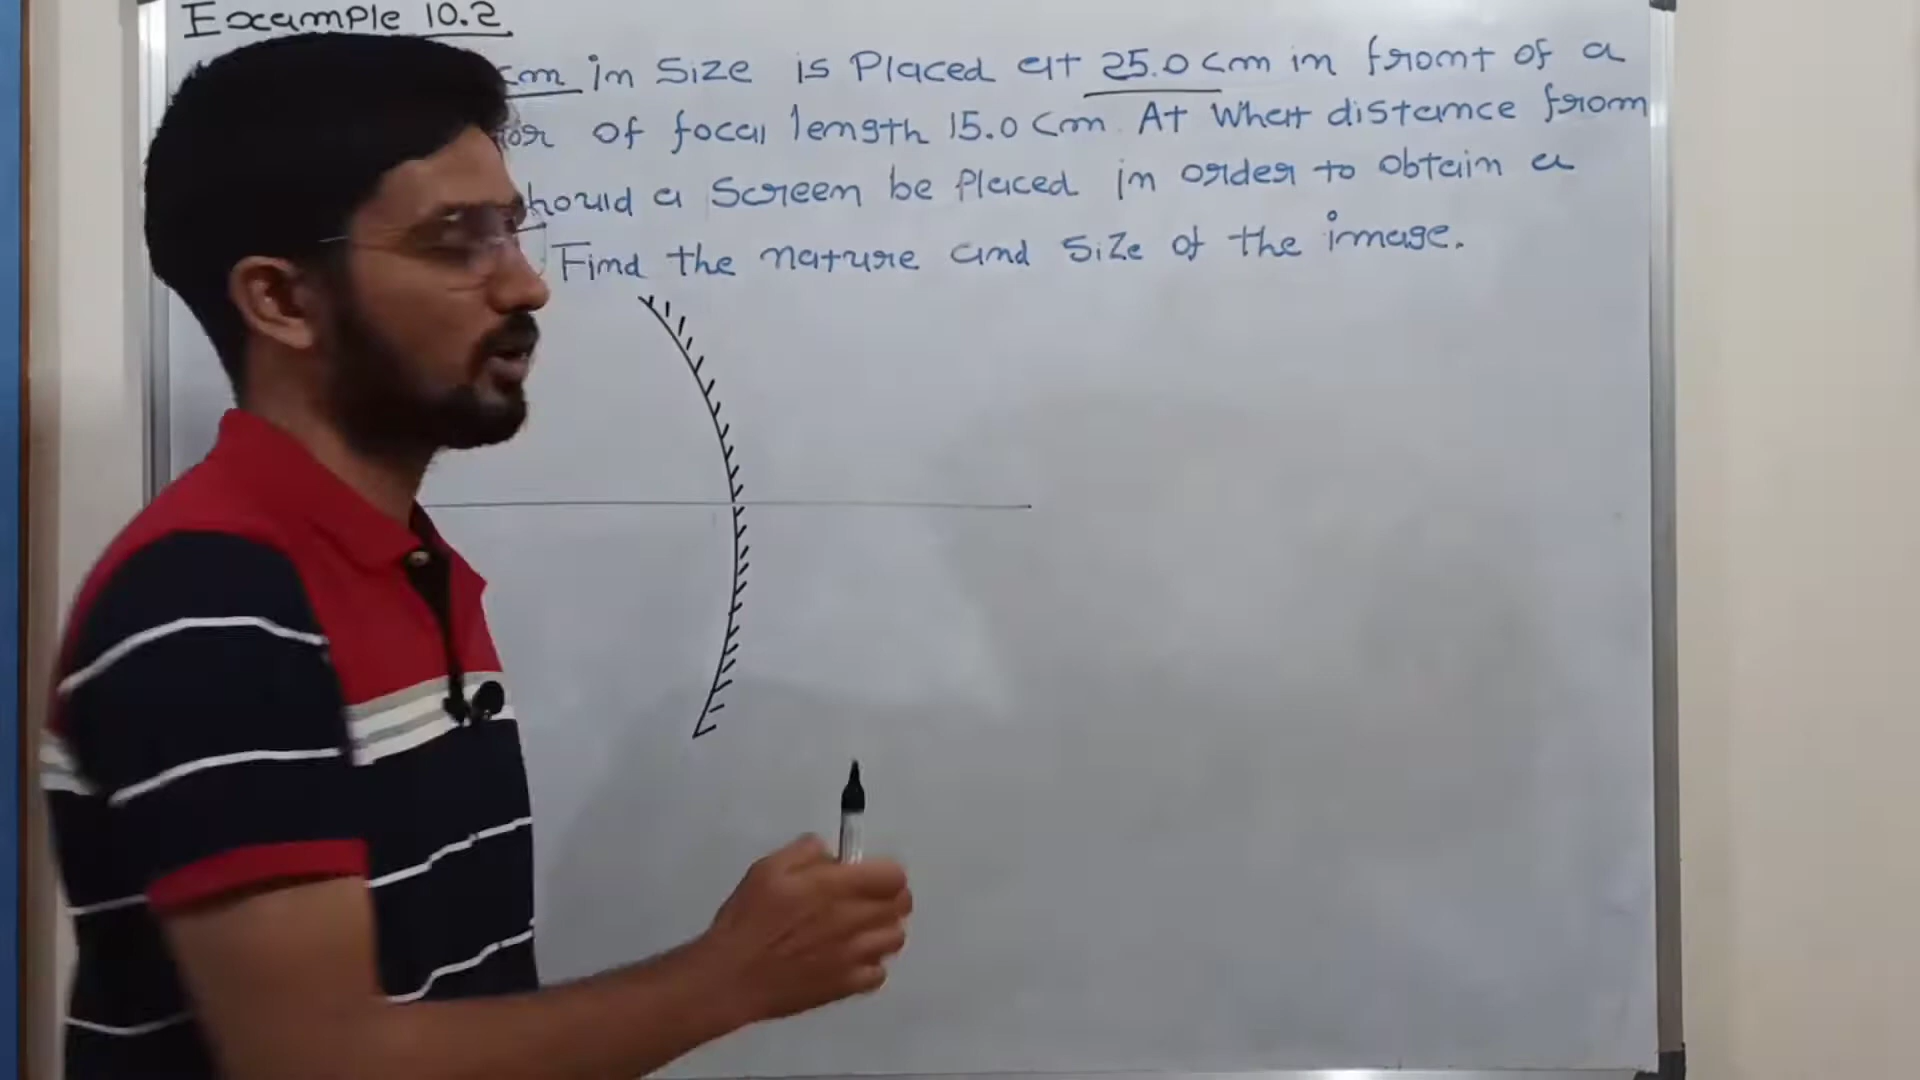 Example 10.2
cm in size is Placed at 25.0 cm in front of a
of focal length 15.0 cm. At What distance from
should a Screen be Placed in order to obtain a
Find the nature and size of the image.